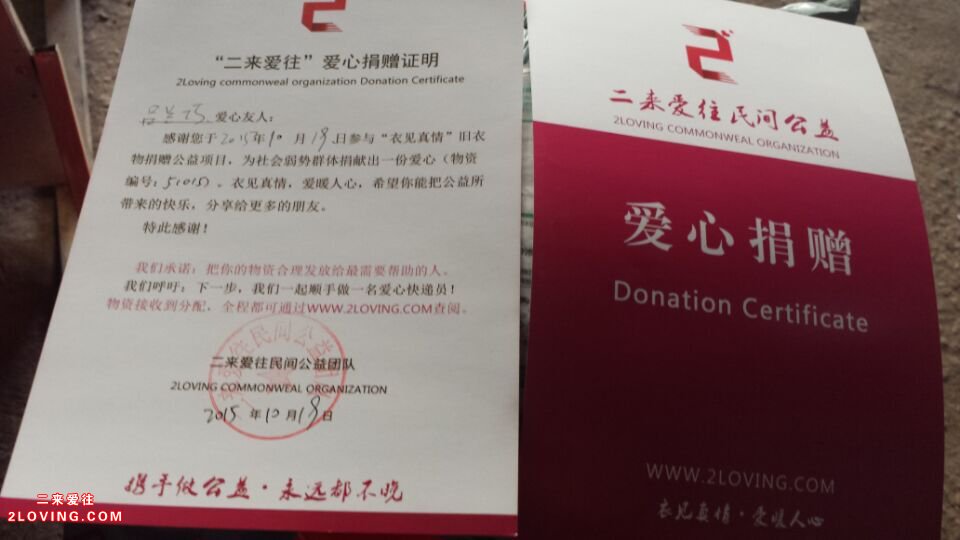 “二来爱往”爱心捐赠证明
2Loving commonweal organization Donation Certificate
爱心友人：
感谢您于2015年10月18日参与“衣见真情”旧衣
物捐赠公益项目，为社会弱势群体捐献出一份爱心（物资
编号：51015）。衣见真情，爱暖人心，希望你能把公益所
带来的快乐，分享给更多的朋友。
特此感谢！
我们承诺：把你的物资合理发放给最需要帮助的人。
我们呼吁：下一步，我们一起顺手做一名爱心快递员！
物资接收到分配，全程都可通过WWW.2LOVING.COM查阅。
二来爱往民间公益团队
2LOVING COMMONWEAL ORGANIZATION
2015年10月18日
携手做公益·永远都不晚
二来爱往民间公益
2LOVING COMMONWEAL ORGANIZATION
爱心捐赠
Donation Certificate
WWW.2LOVING.COM
衣见真情·爱暖人心
二来爱往
2LOVING.COM